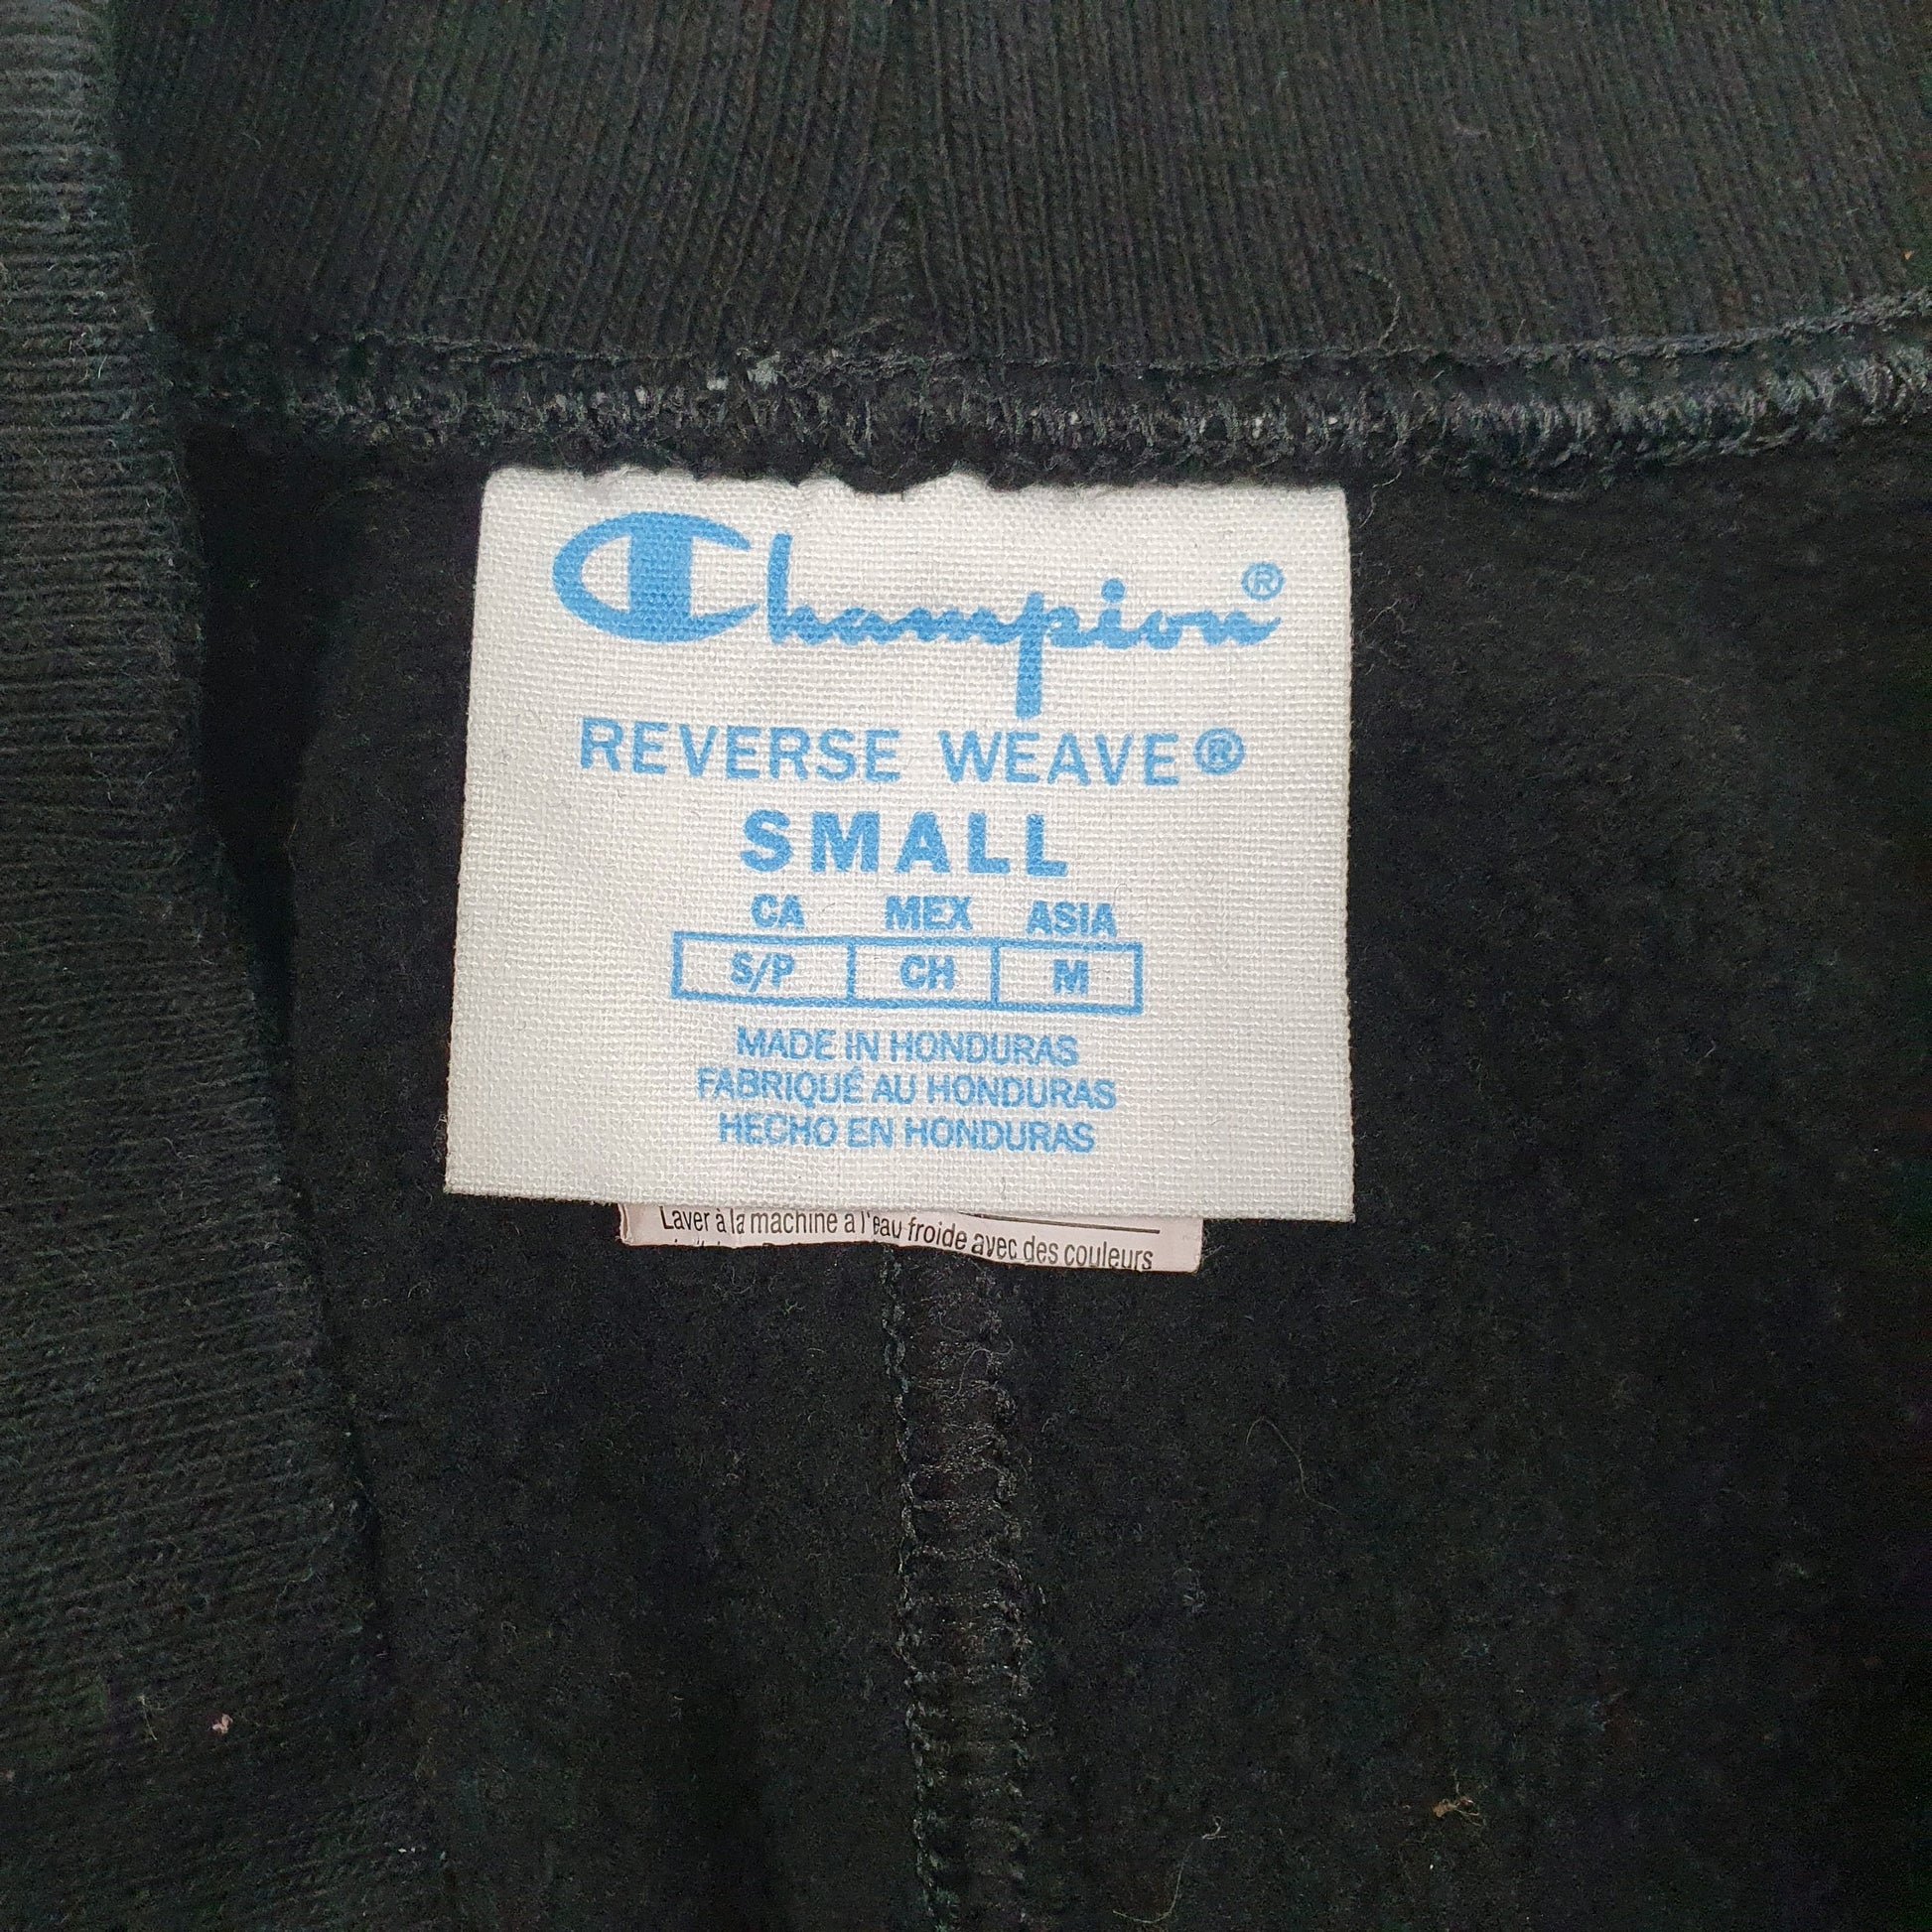 Champion®
REVERSE WEAVE®
SMALL
CA MEX ASIA
S/P CH M
MADE IN HONDURAS
FABRIQUÉ AU HONDURAS
HECHO EN HONDURAS
Laver à la machine à l'eau froide avec des couleurs